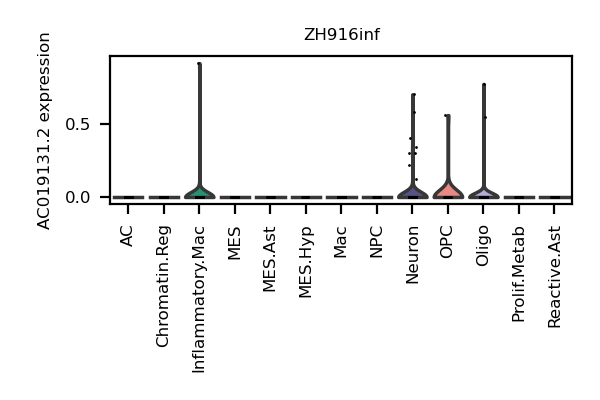 ZH916inf
AC019131.2 expression
0.5
0.0
AC
Chromatin.Reg
Inflammatory.Mac
MES
MES.Ast
MES.Hyp
Mac
NPC
Neuron
OPC
Oligo
Prolif.Metab
Reactive.Ast